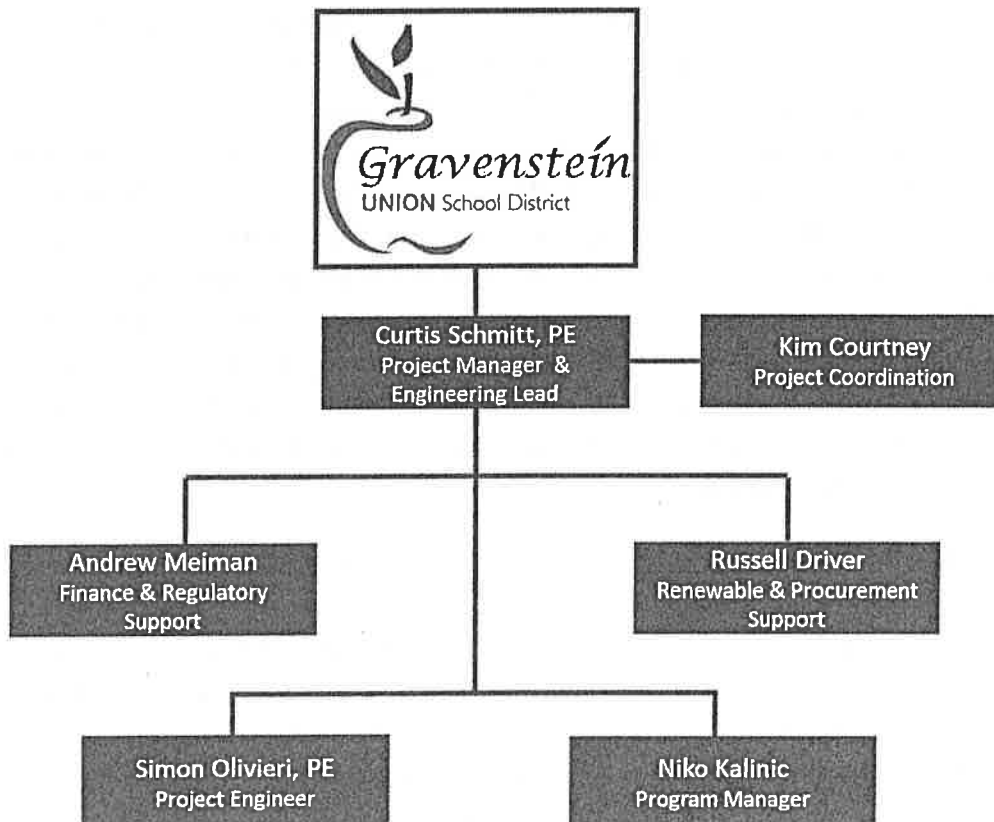 Gravenstein
UNION School District
Curtis Schmitt, PE
Project Manager &
Engineering Lead
Kim Courtney
Project Coordination
Andrew Meiman
Finance & Regulatory
Support
Russell Driver
Renewable & Procurement
Support
Simon Olivieri, PE
Project Engineer
Niko Kalinic
Program Manager